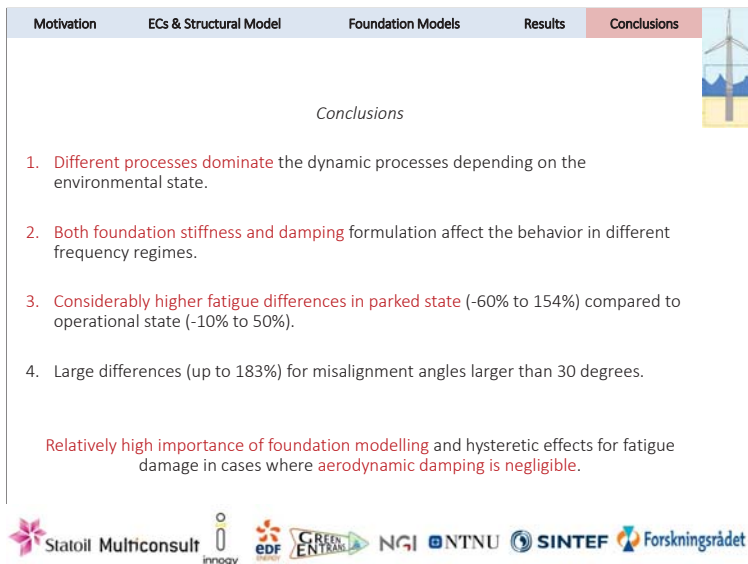 Motivation ECs & Structural Model Foundation Models Results Conclusions
Conclusions
1. Different processes dominate the dynamic processes depending on the
environmental state.
2. Both foundation stiffness and damping formulation affect the behavior in different
frequency regimes.
3. Considerably higher fatigue differences in parked state (-60% to 154%) compared to
operational state (-10% to 50%).
4. Large differences (up to 183%) for misalignment angles larger than 30 degrees.
Relatively high importance of foundation modelling and hysteretic effects for fatigue
damage in cases where aerodynamic damping is negligible.
Statoil Multiconsult innogy eDF ENERGY GREEN ENTRANS NGI NTNU SINTEF Forskningsrådet